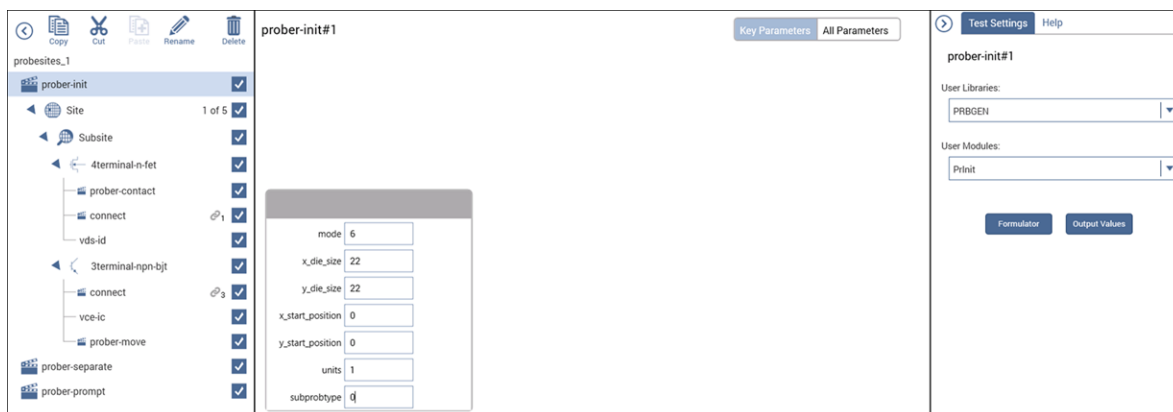 Copy Cut Paste Rename Delete
probesites_1
prober-init
Site 1 of 5
Subsite
4terminal-n-fet
prober-contact
connect 1
vds-id
3terminal-npn-bjt
connect 3
vce-ic
prober-move
prober-separate
prober-prompt
prober-init#1
Key Parameters All Parameters
mode 6
x_die_size 22
y_die_size 22
x_start_position 0
y_start_position 0
units 1
subprobtype 0
Test Settings Help
prober-init#1
User Libraries:
PRBGEN
User Modules:
PrInit
Formulator Output Values